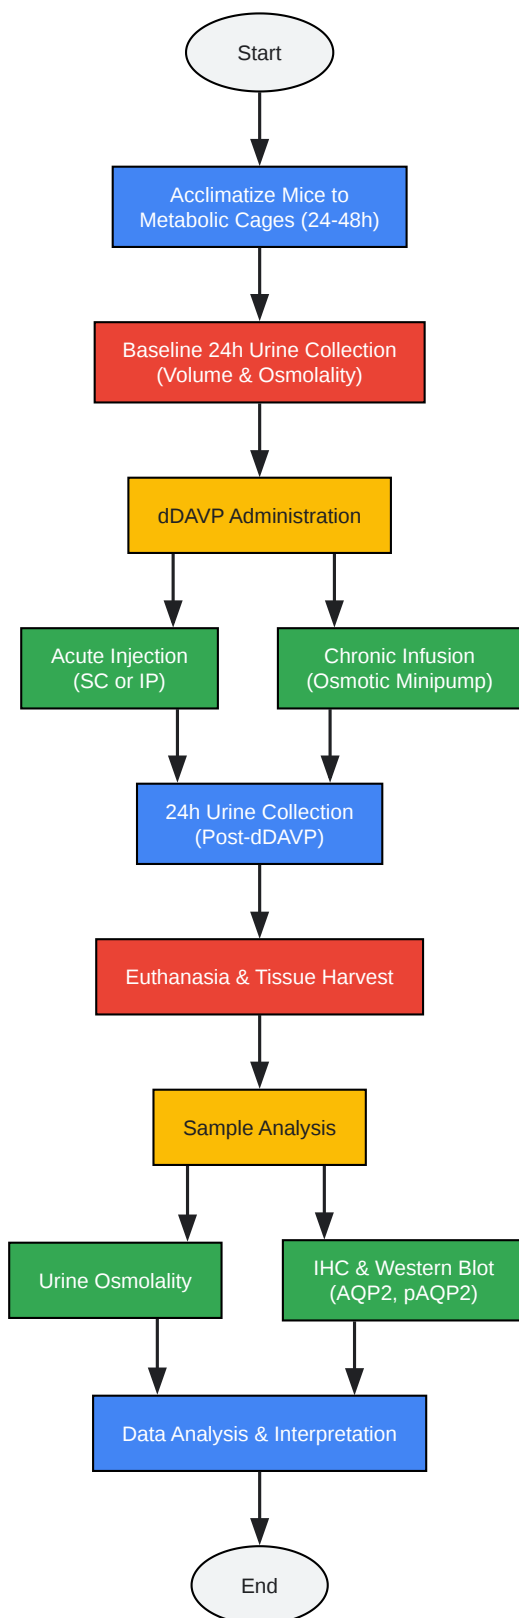 Start
Acclimatize Mice to
Metabolic Cages (24-48h)
Baseline 24h Urine Collection
(Volume & Osmolality)
dDAVP Administration
Acute Injection
(SC or IP)
Chronic Infusion
(Osmotic Minipump)
24h Urine Collection
(Post-dDAVP)
Euthanasia & Tissue Harvest
Sample Analysis
Urine Osmolality
IHC & Western Blot
(AQP2, pAQP2)
Data Analysis & Interpretation
End